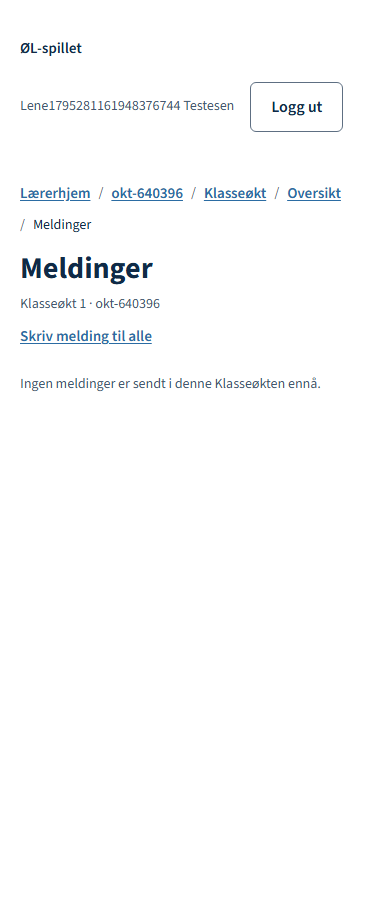 ØL-spillet
Lene1795281161948376744 Testesen
Logg ut
Lærerhjem / okt-640396 / Klasseøkt / Oversikt
/ Meldinger
Meldinger
Klasseøkt 1 · okt-640396
Skriv melding til alle
Ingen meldinger er sendt i denne Klasseøkten ennå.